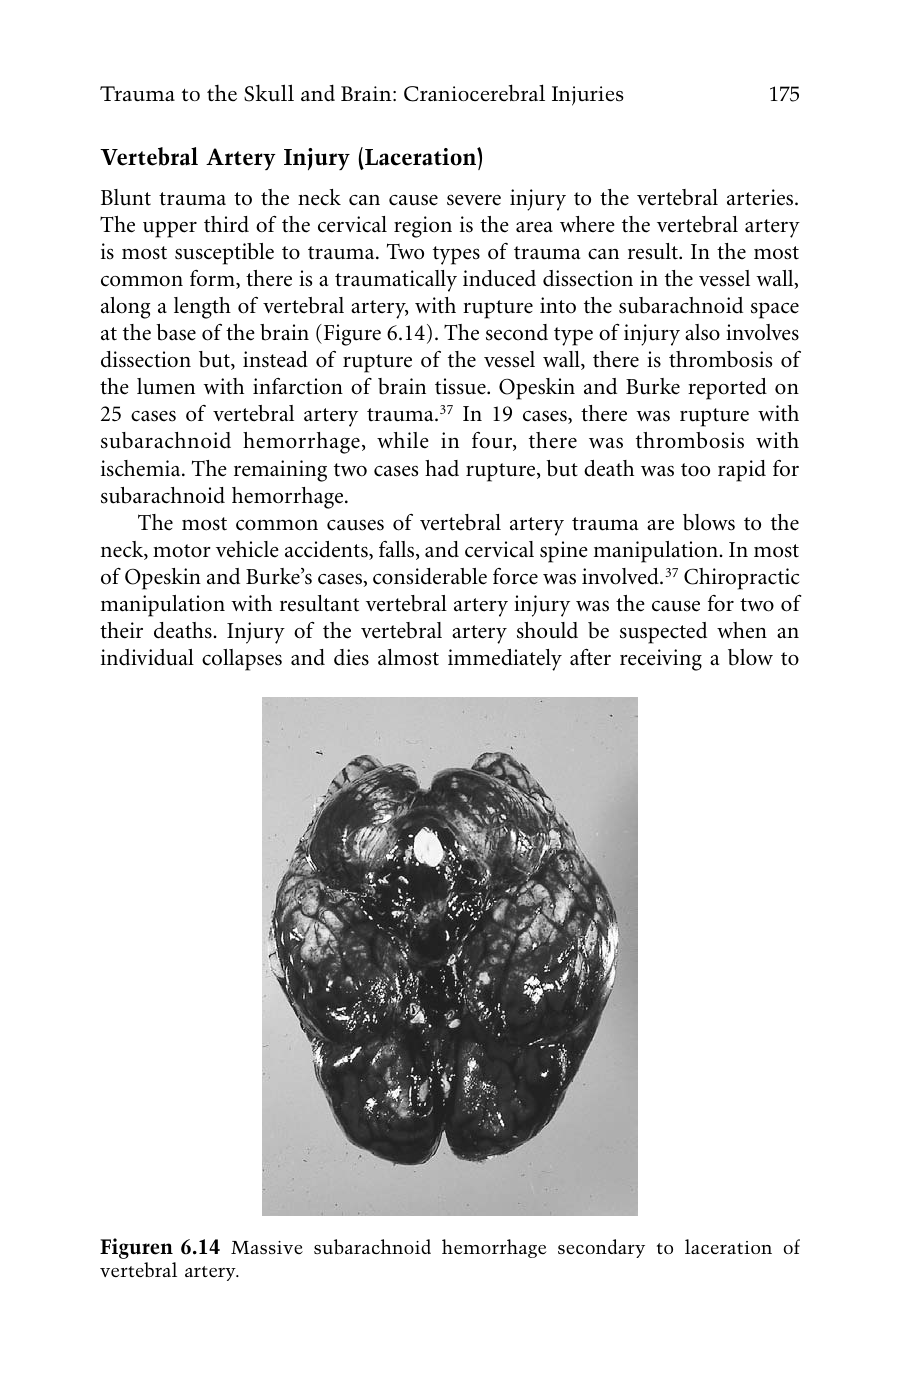 Trauma to the Skull and Brain: Craniocerebral Injuries 175
Vertebral Artery Injury (Laceration)
Blunt trauma to the neck can cause severe injury to the vertebral arteries.
The upper third of the cervical region is the area where the vertebral artery
is most susceptible to trauma. Two types of trauma can result. In the most
common form, there is a traumatically induced dissection in the vessel wall,
along a length of vertebral artery, with rupture into the subarachnoid space
at the base of the brain (Figure 6.14). The second type of injury also involves
dissection but, instead of rupture of the vessel wall, there is thrombosis of
the lumen with infarction of brain tissue. Opeskin and Burke reported on
25 cases of vertebral artery trauma.³⁷ In 19 cases, there was rupture with
subarachnoid hemorrhage, while in four, there was thrombosis with
ischemia. The remaining two cases had rupture, but death was too rapid for
subarachnoid hemorrhage.
The most common causes of vertebral artery trauma are blows to the
neck, motor vehicle accidents, falls, and cervical spine manipulation. In most
of Opeskin and Burke’s cases, considerable force was involved.³⁷ Chiropractic
manipulation with resultant vertebral artery injury was the cause for two of
their deaths. Injury of the vertebral artery should be suspected when an
individual collapses and dies almost immediately after receiving a blow to
Figuren 6.14 Massive subarachnoid hemorrhage secondary to laceration of
vertebral artery.